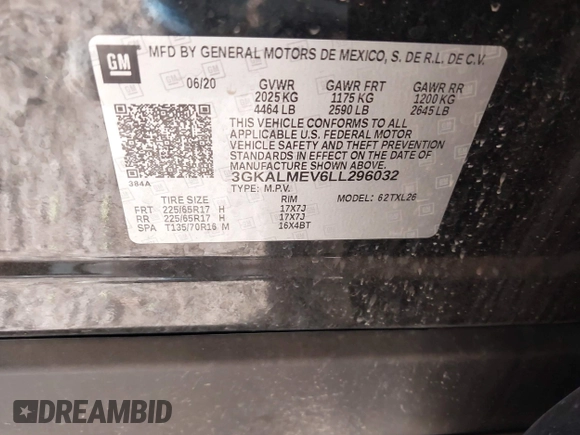 GM
MFD BY GENERAL MOTORS DE MEXICO, S. DE R.L. DE C.V.
06/20 GVWR GAWR FRT GAWR RR
2025 KG 1175 KG 1200 KG
4464 LB 2590 LB 2645 LB
THIS VEHICLE CONFORMS TO ALL
APPLICABLE U.S. FEDERAL MOTOR
VEHICLE SAFETY AND THEFT PREVENTION
STANDARDS IN EFFECT ON THE DATE OF
MANUFACTURE SHOWN ABOVE.
384A 3GKALMEV6LL296032
TYPE: M.P.V. MODEL: 62TXL26
TIRE SIZE RIM
FRT 225/65R17 H 17X7J
RR 225/65R17 H 17X7J
SPA T135/70R16 M 16X4BT
DREAMBID